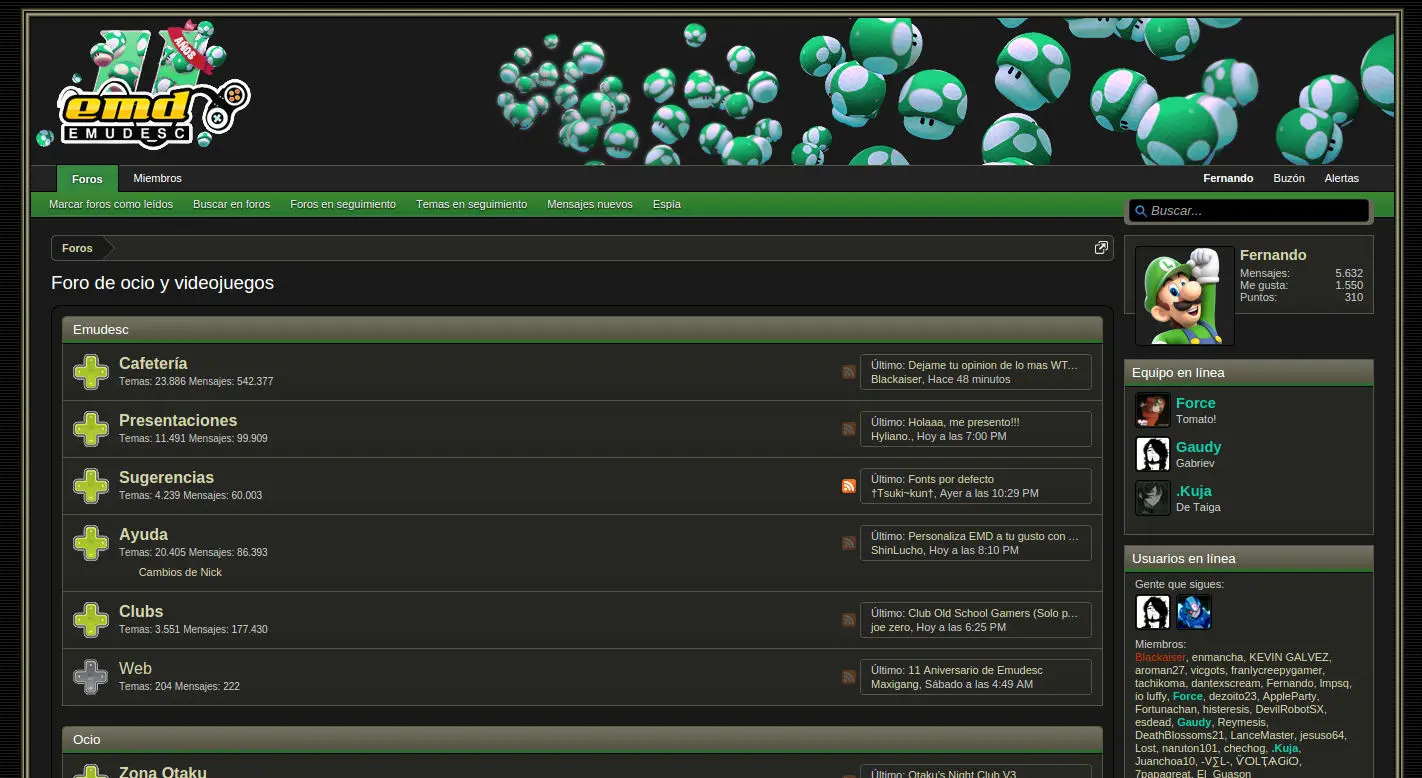 AÑOS
emd
EMUDESC
Foros
Miembros
Fernando
Buzón
Alertas
Marcar foros como leídos
Buscar en foros
Foros en seguimiento
Temas en seguimiento
Mensajes nuevos
Espía
Buscar...
Foros
Foro de ocio y videojuegos
Emudesc
Cafetería
Temas: 23.886 Mensajes: 542.377
Último: Dejame tu opinion de lo mas WT...
Blackaiser, Hace 48 minutos
Presentaciones
Temas: 11.491 Mensajes: 99.909
Último: Holaaa, me presento!!!
Hyliano., Hoy a las 7:00 PM
Sugerencias
Temas: 4.239 Mensajes: 60.003
Último: Fonts por defecto
†Tsuki~kun†, Ayer a las 10:29 PM
Ayuda
Temas: 20.405 Mensajes: 86.393
Cambios de Nick
Último: Personaliza EMD a tu gusto con ...
ShinLucho, Hoy a las 8:10 PM
Clubs
Temas: 3.551 Mensajes: 177.430
Último: Club Old School Gamers (Solo p...
joe zero, Hoy a las 6:25 PM
Web
Temas: 204 Mensajes: 222
Último: 11 Aniversario de Emudesc
Maxigang, Sábado a las 4:49 AM
Ocio
Zona Otaku
Último: Otaku's Night Club V3
Fernando
Mensajes: 5.632
Me gusta: 1.550
Puntos: 310
Equipo en línea
Force
Tomato!
Gaudy
Gabriev
.Kuja
De Taiga
Usuarios en línea
Gente que sigues:
Miembros:
Blackaiser, enmancha, KEVIN GALVEZ,
aroman27, vicgots, franlycreepygamer,
tachikoma, dantexscream, Fernando, lmpsq,
io luffy, Force, dezoito23, AppleParty,
Fortunachan, histeresis, DevilRobotSX,
esdead, Gaudy, Reymesis,
DeathBlossoms21, LanceMaster, jesuso64,
Lost, naruton101, chechog, .Kuja,
Juanchoa10, -V∑L-,
7papagreat, El_Guason